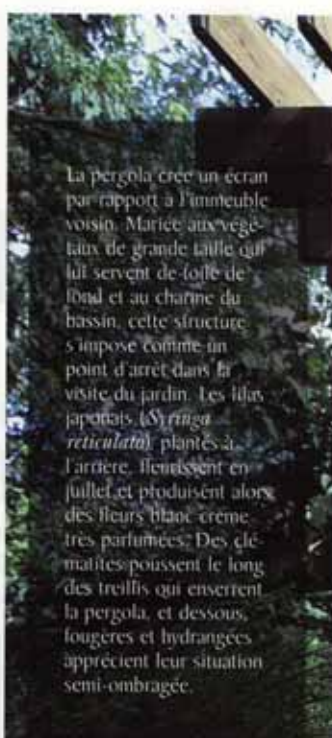 La pergola crée un écran
par rapport à l'immeuble
voisin. Mariée aux végé-
taux de grande taille qui
lui servent de toile de
fond et au charme du
bassin, cette structure
s'impose comme un
point d'arrêt dans la
visite du jardin. Les lilas
japonais (Syringa
reticulata), plantés à
l'arrière, fleurissent en
juillet et produisent alors
des fleurs blanc crème
très parfumées. Des clé-
matites poussent le long
des treillis qui enserrent
la pergola, et dessous,
fougères et hydrangées
apprécient leur situation
semi-ombragée.